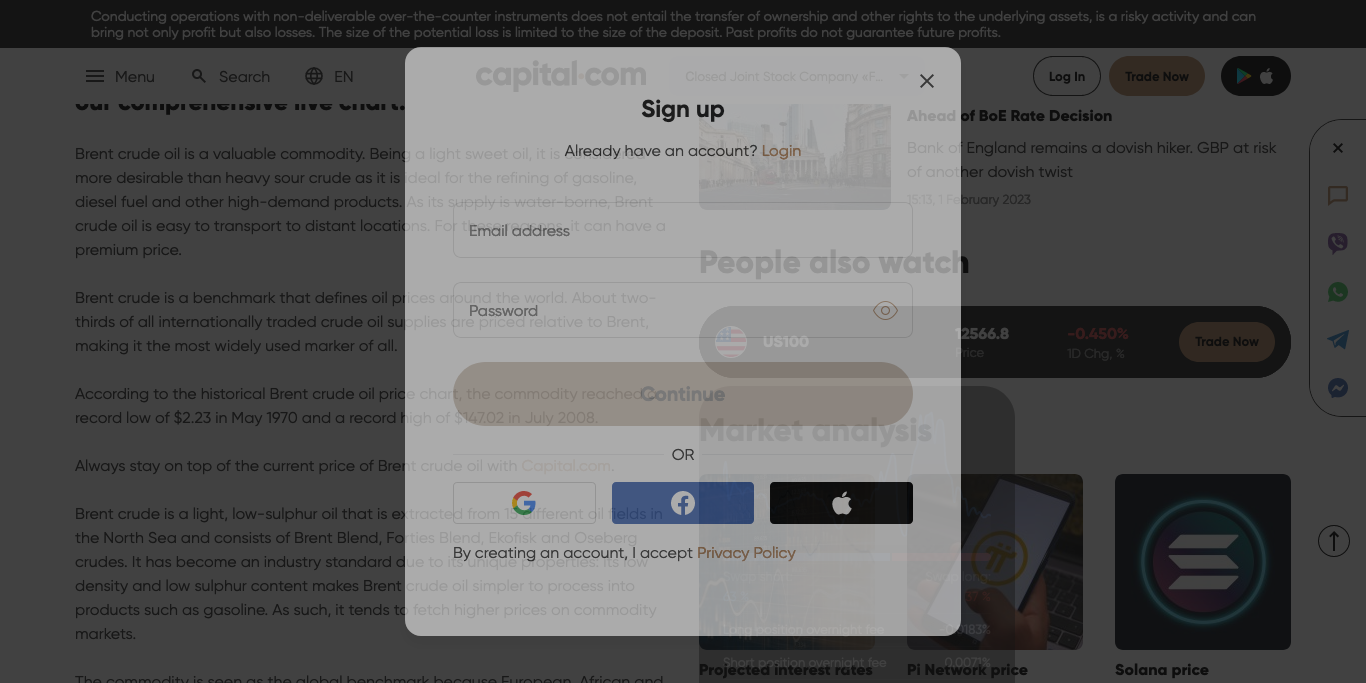 Conducting operations with non-deliverable over-the-counter instruments does not entail the transfer of ownership and other rights to the underlying assets, is a risky activity and can
bring not only profit but also losses. The size of the potential loss is limited to the size of the deposit. Past profits do not guarantee future profits.
Menu
Search
EN
capital.com
Closed Joint Stock Company «F...
Log In
Trade Now
our comprehensive live chart.
Brent crude oil is a valuable commodity. Being a light sweet oil, it is considered
more desirable than heavy sour crude as it is ideal for the refining of gasoline,
diesel fuel and other high-demand products. As its supply is water-borne, Brent
crude oil is easy to transport to distant locations. For these reasons, it can have a
premium price.
Brent crude is a benchmark that defines oil prices around the world. About two-
thirds of all internationally traded crude oil supplies are priced relative to Brent,
making it the most widely used marker of all.
According to the historical Brent crude oil price chart, the commodity reached a
record low of $2.23 in May 1970 and a record high of $147.02 in July 2008.
Always stay on top of the current price of Brent crude oil with Capital.com.
Brent crude is a light, low-sulphur oil that is extracted from 15 different oil fields in
the North Sea and consists of Brent Blend, Forties Blend, Ekofisk and Oseberg
crudes. It has become an industry standard due to its unique properties. Its low
density and low sulphur content makes Brent crude oil simpler to process into
products such as gasoline. As such, it tends to fetch higher prices on commodity
markets.
The commodity is seen as the global benchmark because European, African and
Sign up
Already have an account? Login
Email address
Password
Continue
OR
By creating an account, I accept Privacy Policy
Ahead of BoE Rate Decision
Bank of England remains a dovish hiker. GBP at risk
of another dovish twist
15:13, 1 February 2023
People also watch
US100
12566.8
Price
-0.450%
1D Chg, %
Trade Now
Market analysis
Long position overnight fee
Short position overnight fee
0.0071%
Projected interest rates
Pi Network price
Solana price